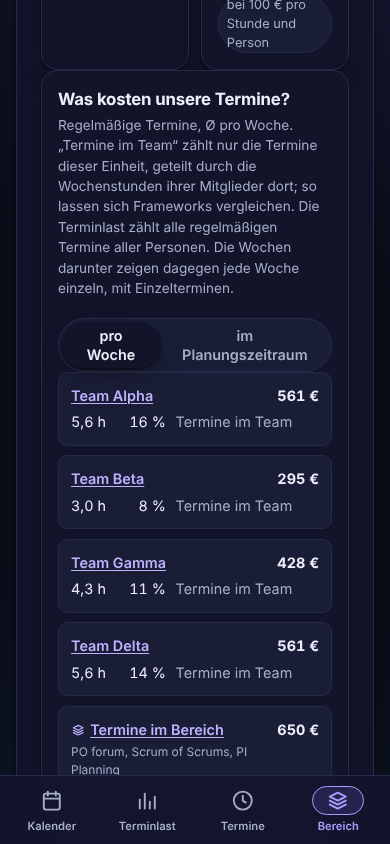 bei 100 € pro
Stunde und
Person
Was kosten unsere Termine?
Regelmäßige Termine, Ø pro Woche.
„Termine im Team“ zählt nur die Termine
dieser Einheit, geteilt durch die
Wochenstunden ihrer Mitglieder dort; so
lassen sich Frameworks vergleichen. Die
Terminlast zählt alle regelmäßigen
Termine aller Personen. Die Wochen
darunter zeigen dagegen jede Woche
einzeln, mit Einzelterminen.
pro
Woche
im
Planungszeitraum
Team Alpha 561 €
5,6 h 16 % Termine im Team
Team Beta 295 €
3,0 h 8 % Termine im Team
Team Gamma 428 €
4,3 h 11 % Termine im Team
Team Delta 561 €
5,6 h 14 % Termine im Team
Termine im Bereich 650 €
PO forum, Scrum of Scrums, PI
Planning
Kalender Terminlast Termine Bereich